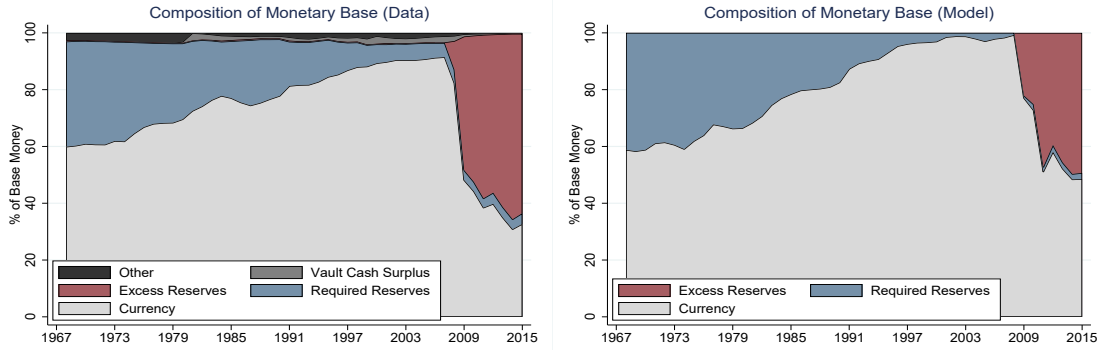 Composition of Monetary Base (Data)
% of Base Money
100
80
60
40
20
0
Other
Vault Cash Surplus
Excess Reserves
Required Reserves
Currency
1967 1973 1979 1985 1991 1997 2003 2009 2015
Composition of Monetary Base (Model)
% of Base Money
100
80
60
40
20
0
Excess Reserves
Required Reserves
Currency
1967 1973 1979 1985 1991 1997 2003 2009 2015